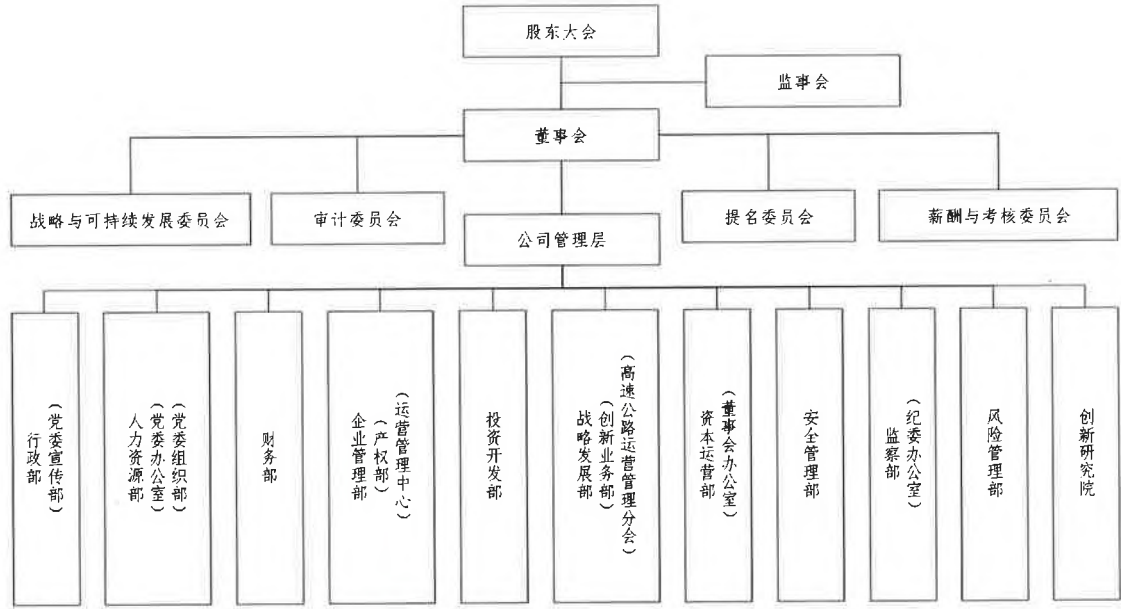 股东大会
监事会
董事会
战略与可持续发展委员会
审计委员会
提名委员会
薪酬与考核委员会
公司管理层
行政部
（党委宣传部）
人力资源部
（党委办公室）
（党委组织部）
财务部
企业管理部
（产权部）
（运营管理中心）
投资开发部
战略发展部
（创新业务部）
（高速公路运营管理分会）
资本运营部
（董事会办公室）
安全管理部
监察部
（纪委办公室）
风险管理部
创新研究院